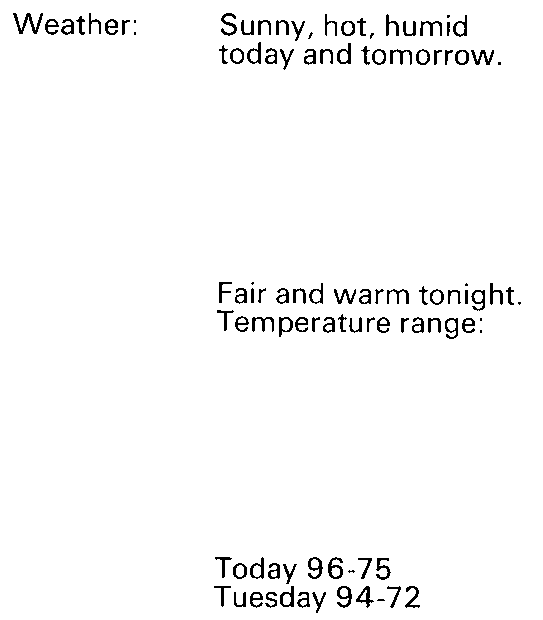 Weather: Sunny, hot, humid
today and tomorrow.
Fair and warm tonight.
Temperature range:
Today 96-75
Tuesday 94-72